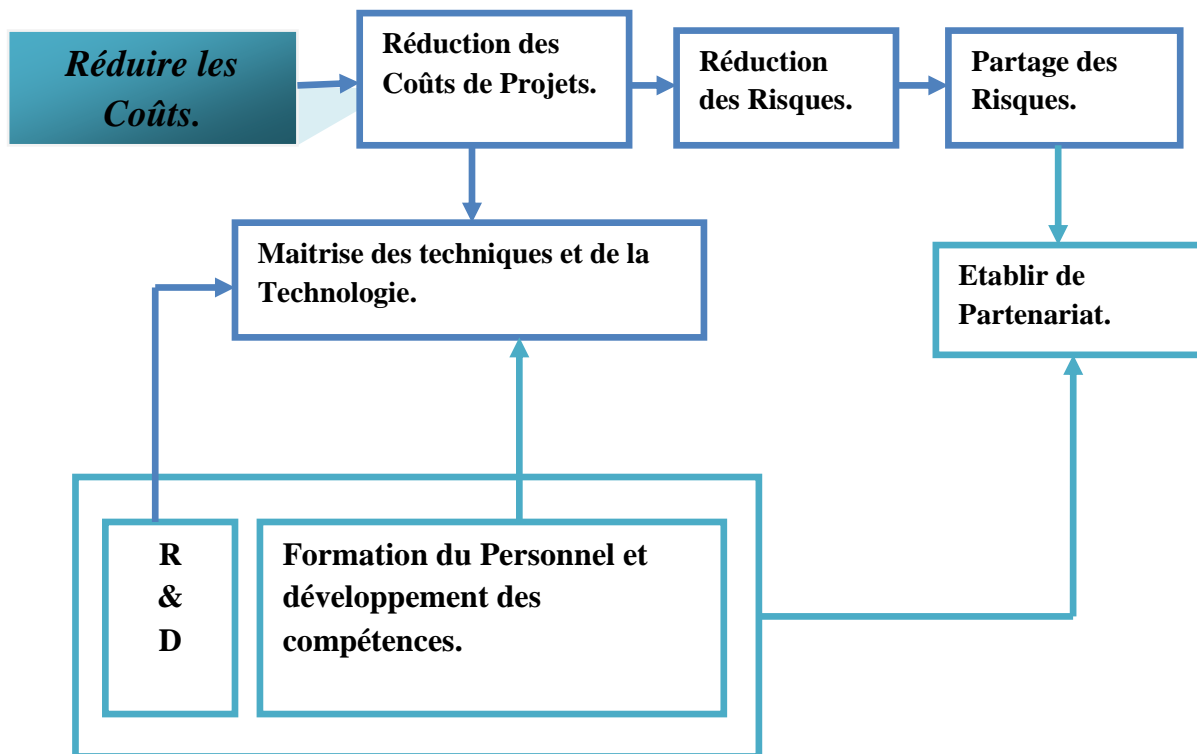 Réduire les
Coûts.
Réduction des
Coûts de Projets.
Réduction
des Risques.
Partage des
Risques.
Maitrise des techniques et de la
Technologie.
Etablir de
Partenariat.
R
&
D
Formation du Personnel et
développement des
compétences.